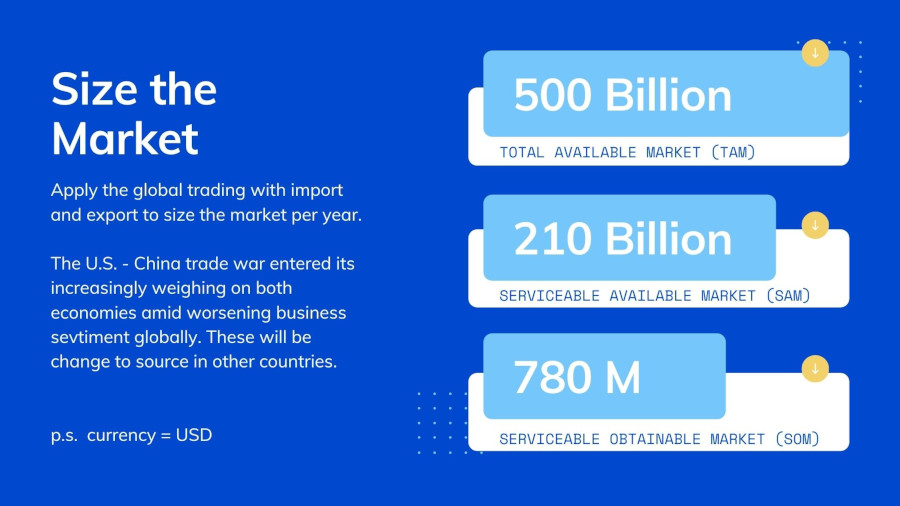 Size the
Market
Apply the global trading with import
and export to size the market per year.
The U.S. - China trade war entered its
increasingly weighing on both
economies amid worsening business
sevtiment globally. These will be
change to source in other countries.
p.s. currency = USD
500 Billion
TOTAL AVAILABLE MARKET (TAM)
210 Billion
SERVICEABLE AVAILABLE MARKET (SAM)
780 M
SERVICEABLE OBTAINABLE MARKET (SOM)